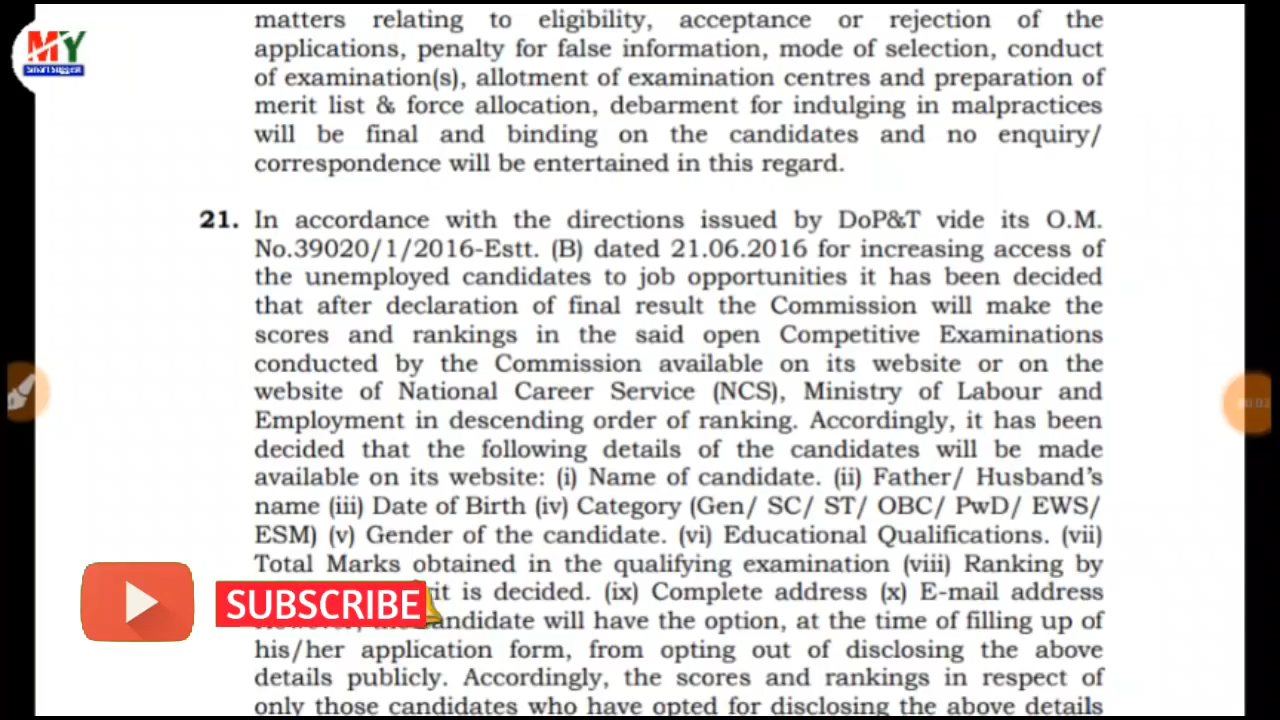 matters relating to eligibility, acceptance or rejection of the
applications, penalty for false information, mode of selection, conduct
of examination(s), allotment of examination centres and preparation of
merit list & force allocation, debarment for indulging in malpractices
will be final and binding on the candidates and no enquiry/
correspondence will be entertained in this regard.
MY
Smart Suggest
21. In accordance with the directions issued by DoP&T vide its O.M.
No.39020/1/2016-Estt. (B) dated 21.06.2016 for increasing access of
the unemployed candidates to job opportunities it has been decided
that after declaration of final result the Commission will make the
scores and rankings in the said open Competitive Examinations
conducted by the Commission available on its website or on the
website of National Career Service (NCS), Ministry of Labour and
Employment in descending order of ranking. Accordingly, it has been
decided that the following details of the candidates will be made
available on its website: (i) Name of candidate. (ii) Father/ Husband's
name (iii) Date of Birth (iv) Category (Gen/ SC/ ST/ OBC/ PwD/ EWS/
ESM) (v) Gender of the candidate. (vi) Educational Qualifications. (vii)
Total Marks obtained in the qualifying examination (viii) Ranking by
it is decided. (ix) Complete address (x) E-mail address
candidate will have the option, at the time of filling up of
his/her application form, from opting out of disclosing the above
details publicly. Accordingly, the scores and rankings in respect of
only those candidates who have opted for disclosing the above details
SUBSCRIBE
00:03